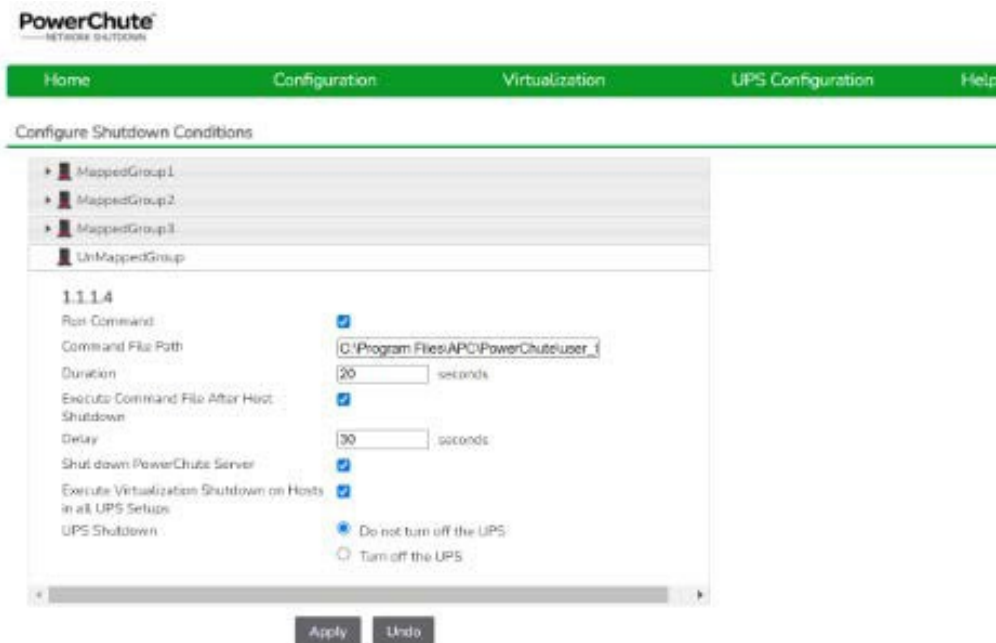 PowerChute
NETWORK SHUTDOWN
Home Configuration Virtualization UPS Configuration Help
Configure Shutdown Conditions
MappedGroup1
MappedGroup2
MappedGroup3
UnMappedGroup
1.1.1.4
Run Command
Command File Path C:\Program Files\APC\PowerChute\user_f
Duration 20 seconds
Execute Command File After Host
Shutdown
Delay 30 seconds
Shut down PowerChute Server
Execute Virtualization Shutdown on Hosts
in all UPS Setups
UPS Shutdown Do not turn off the UPS
Turn off the UPS
Apply Undo